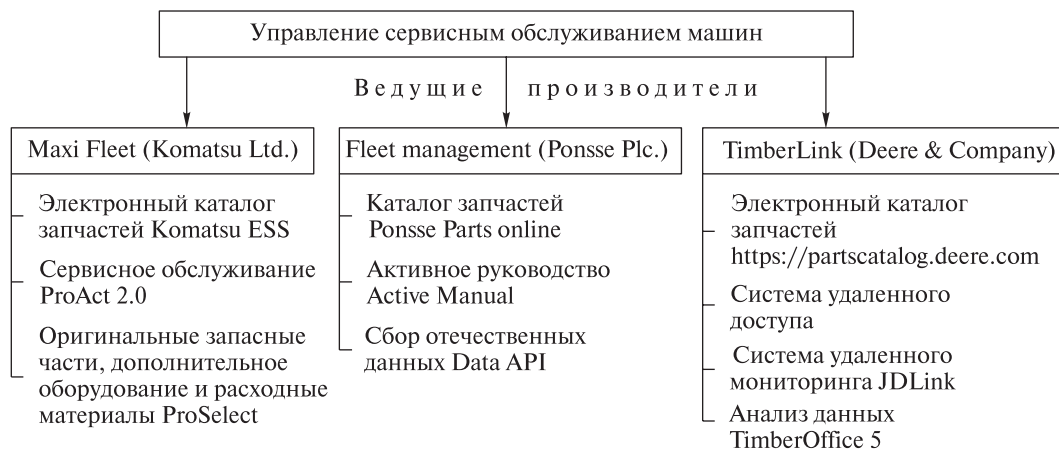 Управление сервисным обслуживанием машин
Ведущие производители
Maxi Fleet (Komatsu Ltd.)
Электронный каталог
запчастей Komatsu ESS
Сервисное обслуживание
ProAct 2.0
Оригинальные запасные
части, дополнительное
оборудование и расходные
материалы ProSelect
Fleet management (Ponsse Plc.)
Каталог запчастей
Ponsse Parts online
Активное руководство
Active Manual
Сбор отечественных
данных Data API
TimberLink (Deere & Company)
Электронный каталог
запчастей
https://partscatalog.deere.com
Система удаленного
доступа
Система удаленного
мониторинга JDLink
Анализ данных
TimberOffice 5